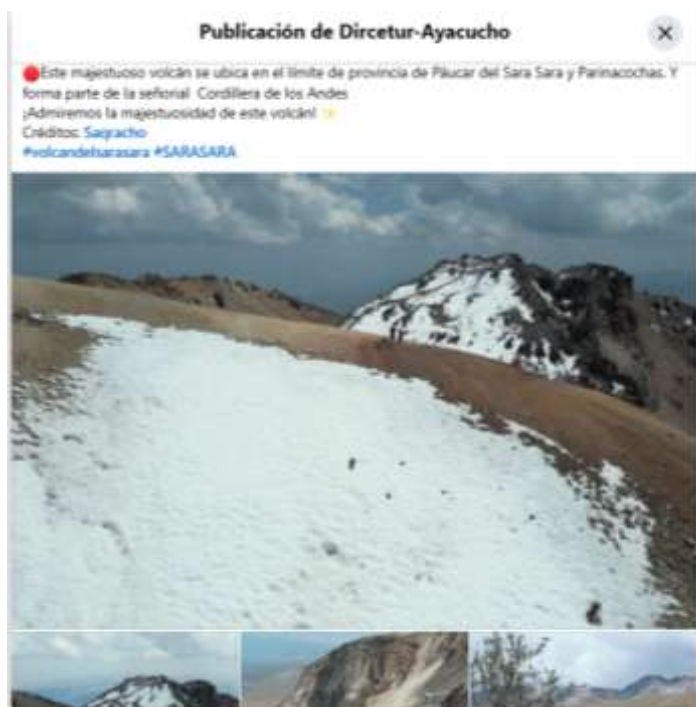 Publicación de Dircetur-Ayacucho
Este majestuoso volcán se ubica en el límite de provincia de Páucar del Sara Sara y Parinacochas. Y
forma parte de la señorial Cordillera de los Andes
¡Admiremos la majestuosidad de este volcán!
Créditos: Sagracho
#volcandelsarasara #SARASARA